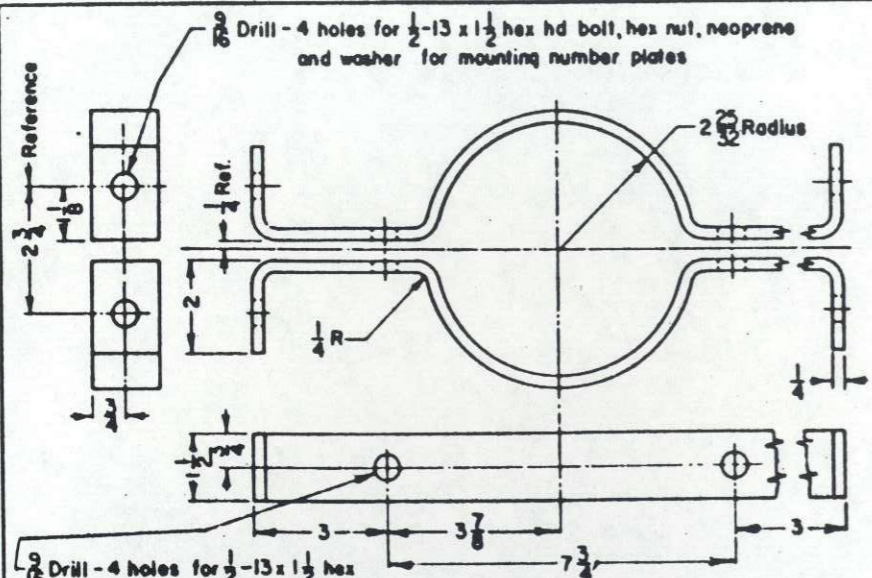 9/16 Drill - 4 holes for 1/2-13 x 1 1/2 hex hd bolt, hex nut, neoprene
and washer for mounting number plates
Reference
2 3/4
1 1/8
1/4 Ref.
2 25/32 Radius
2
1/4 R
1/4
3/4
1 1/2
3/4
3
3 7/8
3
7 3/4
9/16 Drill - 4 holes for 1/2-13 x 1 1/2 hex